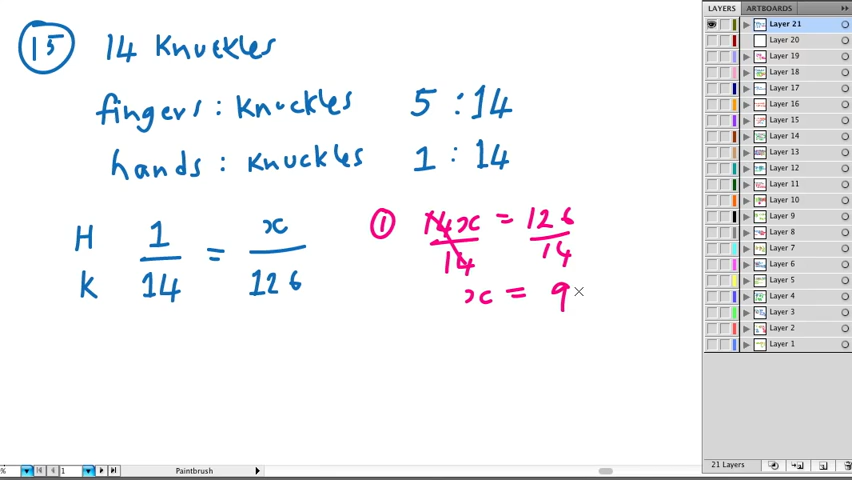 15 14 Knuckles
fingers : Knuckles 5 : 14
hands : Knuckles 1 : 14
H 1/14 = x/126
K
① 14x/14 = 126/14
x = 9
LAYERS ARTBOARDS
Layer 21
Layer 20
Layer 19
Layer 18
Layer 17
Layer 16
Layer 15
Layer 14
Layer 13
Layer 12
Layer 11
Layer 10
Layer 9
Layer 8
Layer 7
Layer 6
Layer 5
Layer 4
Layer 3
Layer 2
Layer 1
% 1 Paintbrush
21 Layers